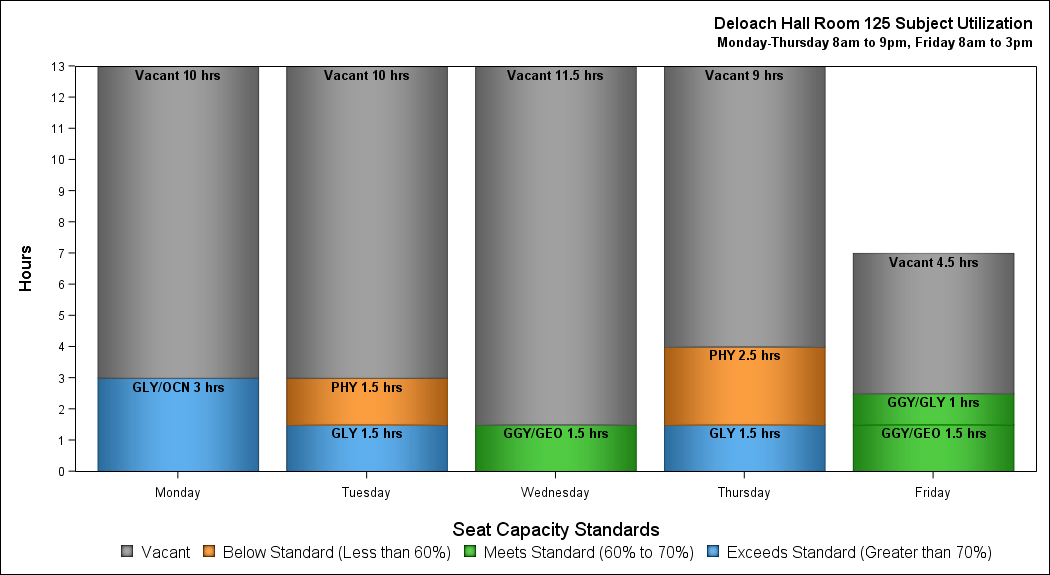 Deloach Hall Room 125 Subject Utilization
Monday-Thursday 8am to 9pm, Friday 8am to 3pm
Hours
13
12
11
10
9
8
7
6
5
4
3
2
1
0
Vacant 10 hrs
GLY/OCN 3 hrs
Vacant 10 hrs
PHY 1.5 hrs
GLY 1.5 hrs
Vacant 11.5 hrs
GGY/GEO 1.5 hrs
Vacant 9 hrs
PHY 2.5 hrs
GLY 1.5 hrs
Vacant 4.5 hrs
GGY/GLY 1 hrs
GGY/GEO 1.5 hrs
Monday Tuesday Wednesday Thursday Friday
Seat Capacity Standards
Vacant Below Standard (Less than 60%) Meets Standard (60% to 70%) Exceeds Standard (Greater than 70%)